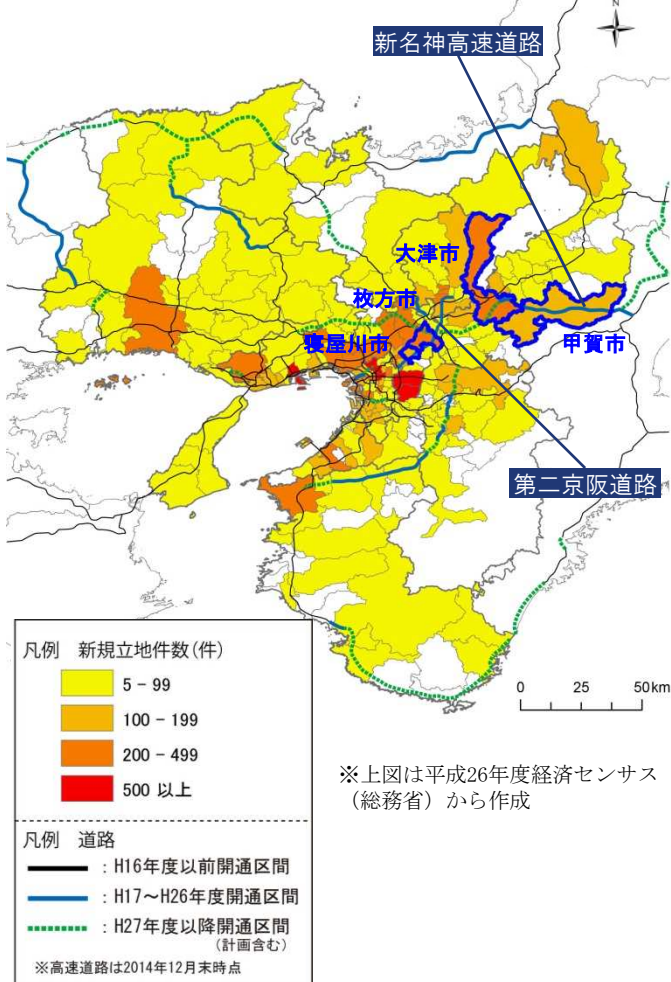 N
新名神高速道路
大津市
枚方市
寝屋川市
甲賀市
第二京阪道路
凡例 新規立地件数(件)
5 - 99
100 - 199
200 - 499
500 以上
凡例 道路
：H16年度以前開通区間
：H17～H26年度開通区間
：H27年度以降開通区間
(計画含む)
※高速道路は2014年12月末時点
0 25 50km
※上図は平成26年度経済センサス
（総務省）から作成